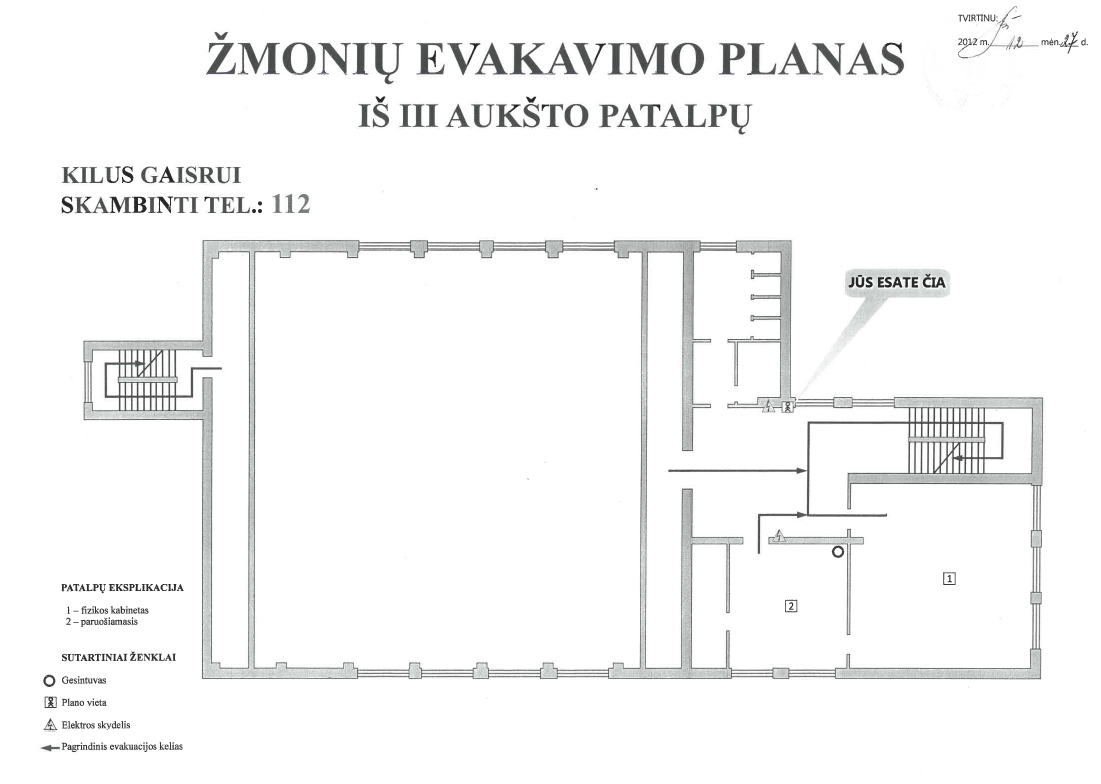 TVIRTINU:
2012 m. 12 mėn. 27 d.
ŽMONIŲ EVAKAVIMO PLANAS
IŠ III AUKŠTO PATALPŲ
KILUS GAISRUI
SKAMBINTI TEL.: 112
JŪS ESATE ČIA
1
2
PATALPŲ EKSPLIKACIJA
1 – fizikos kabinetas
2 – paruošiamasis
SUTARTINIAI ŽENKLAI
Gesintuvas
Plano vieta
Elektros skydelis
Pagrindinis evakuacijos kelias